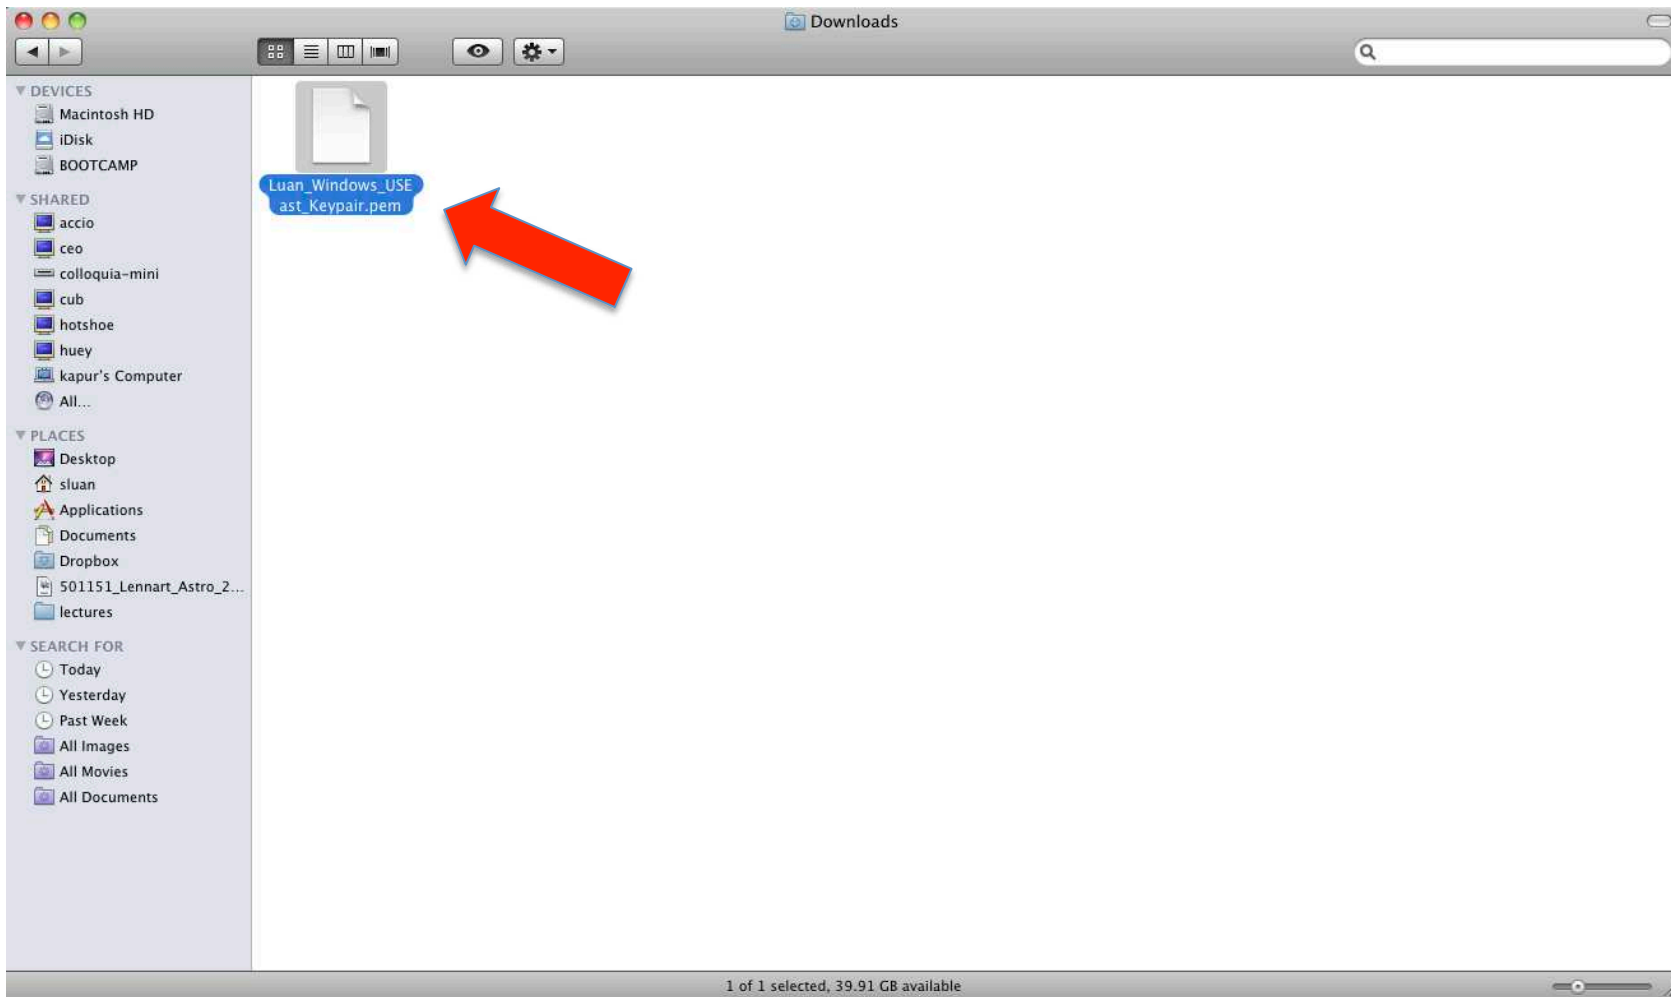 Downloads
DEVICES
Macintosh HD
iDisk
BOOTCAMP
SHARED
accio
ceo
colloquia-mini
cub
hotshoe
huey
kapur's Computer
All...
PLACES
Desktop
sluan
Applications
Documents
Dropbox
501151_Lennart_Astro_2...
lectures
SEARCH FOR
Today
Yesterday
Past Week
All Images
All Movies
All Documents
Luan_Windows_USE
ast_Keypair.pem
1 of 1 selected, 39.91 GB available